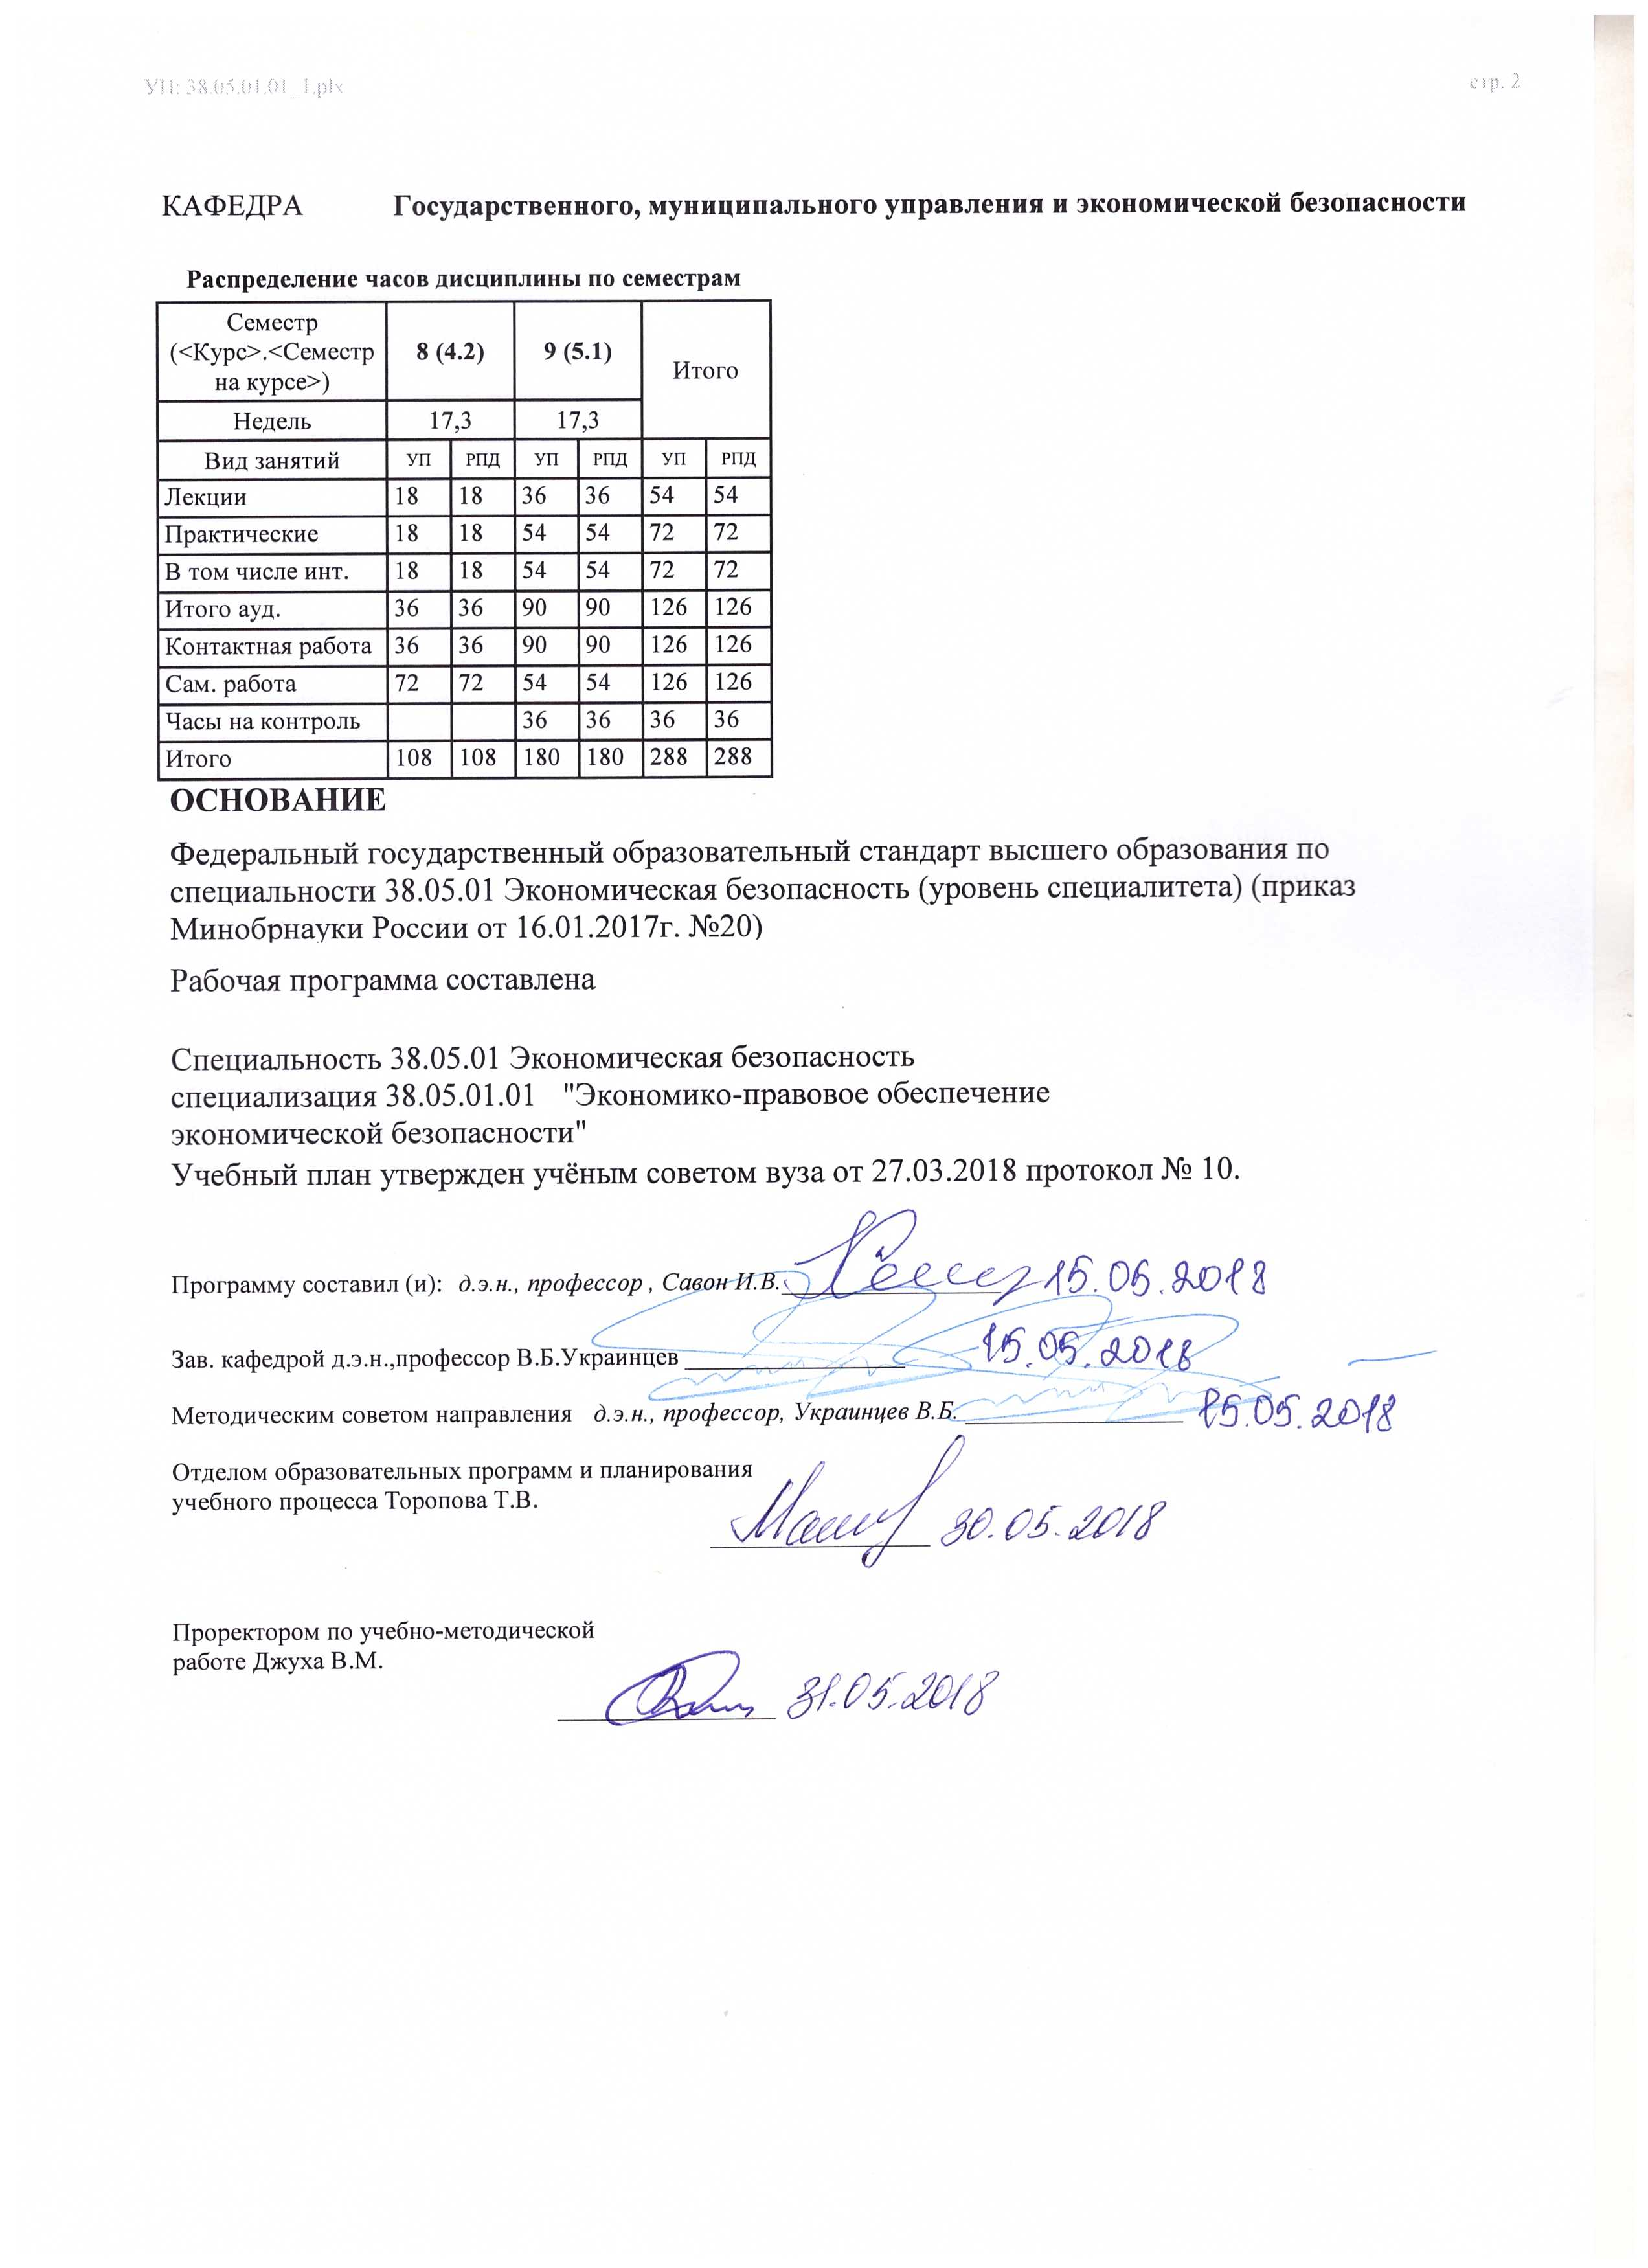 УП: 38.05.01.01_1.plx
стр. 2
КАФЕДРА Государственного, муниципального управления и экономической безопасности
Распределение часов дисциплины по семестрам
Семестр (<Курс>.<Семестр на курсе>) 8 (4.2) 9 (5.1) Итого
Недель 17,3 17,3
Вид занятий УП РПД УП РПД УП РПД
Лекции 18 18 36 36 54 54
Практические 18 18 54 54 72 72
В том числе инт. 18 18 54 54 72 72
Итого ауд. 36 36 90 90 126 126
Контактная работа 36 36 90 90 126 126
Сам. работа 72 72 54 54 126 126
Часы на контроль 36 36 36 36
Итого 108 108 180 180 288 288
ОСНОВАНИЕ
Федеральный государственный образовательный стандарт высшего образования по
специальности 38.05.01 Экономическая безопасность (уровень специалитета) (приказ
Минобрнауки России от 16.01.2017г. №20)
Рабочая программа составлена
Специальность 38.05.01 Экономическая безопасность
специализация 38.05.01.01 "Экономико-правовое обеспечение
экономической безопасности"
Учебный план утвержден учёным советом вуза от 27.03.2018 протокол № 10.
Программу составил (и): д.э.н., профессор , Савон И.В. 15.05.2018
Зав. кафедрой д.э.н.,профессор В.Б.Украинцев 15.05.2018
Методическим советом направления д.э.н., профессор, Украинцев В.Б. 15.05.2018
Отделом образовательных программ и планирования
учебного процесса Торопова Т.В.
30.05.2018
Проректором по учебно-методической
работе Джуха В.М.
31.05.2018